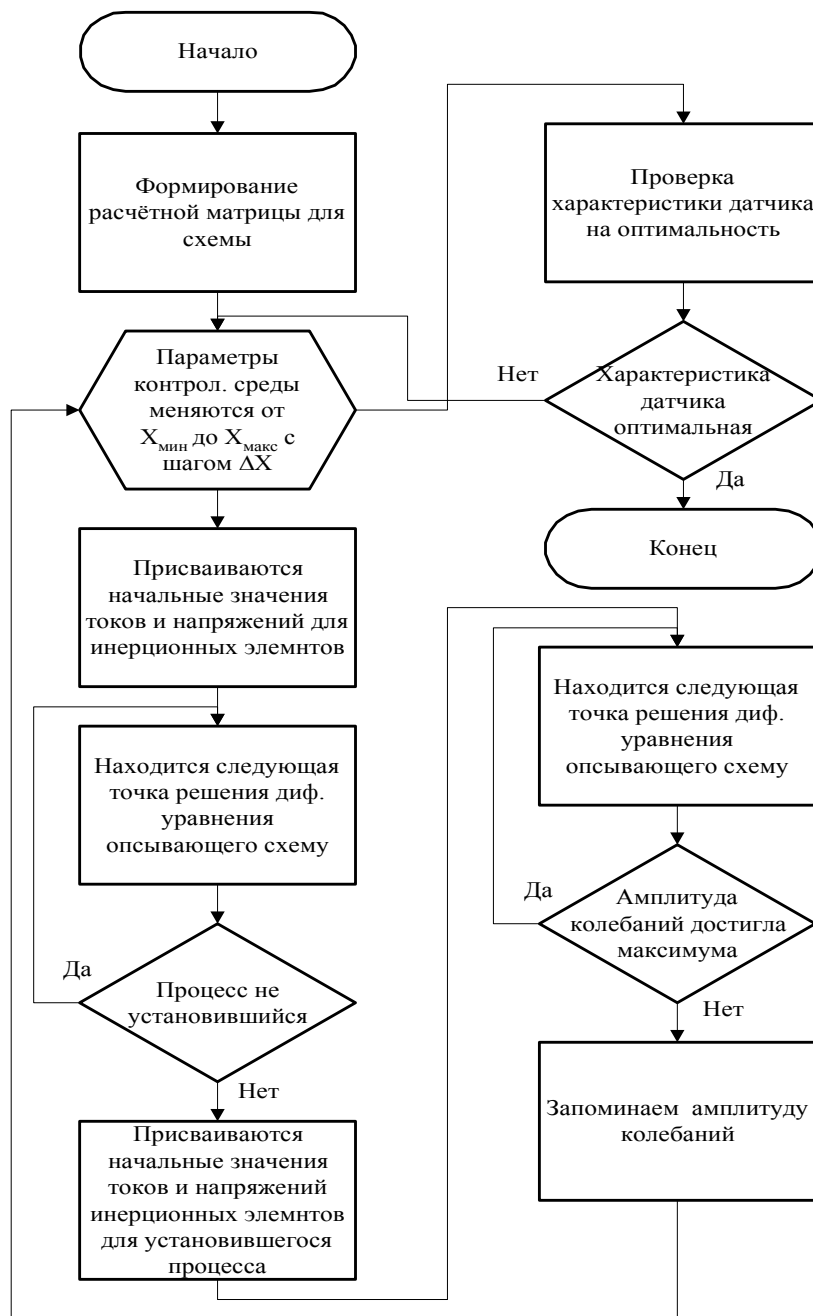 Начало
Формирование
расчётной матрицы для
схемы
Параметры
контрол. среды
меняются от
Xмин до Xмакс с
шагом ΔX
Присваиваются
начальные значения
токов и напряжений для
инерционных элемнтов
Находится следующая
точка решения диф.
уравнения
опсывающего схему
Да
Процесс не
установившийся
Нет
Присваиваются
начальные значения
токов и напряжений
инерционных элемнтов
для установившегося
процесса
Проверка
характеристики датчика
на оптимальность
Нет
Характеристика
датчика
оптимальная
Да
Конец
Находится следующая
точка решения диф.
уравнения
опсывающего схему
Да
Амплитуда
колебаний достигла
максимума
Нет
Запоминаем амплитуду
колебаний